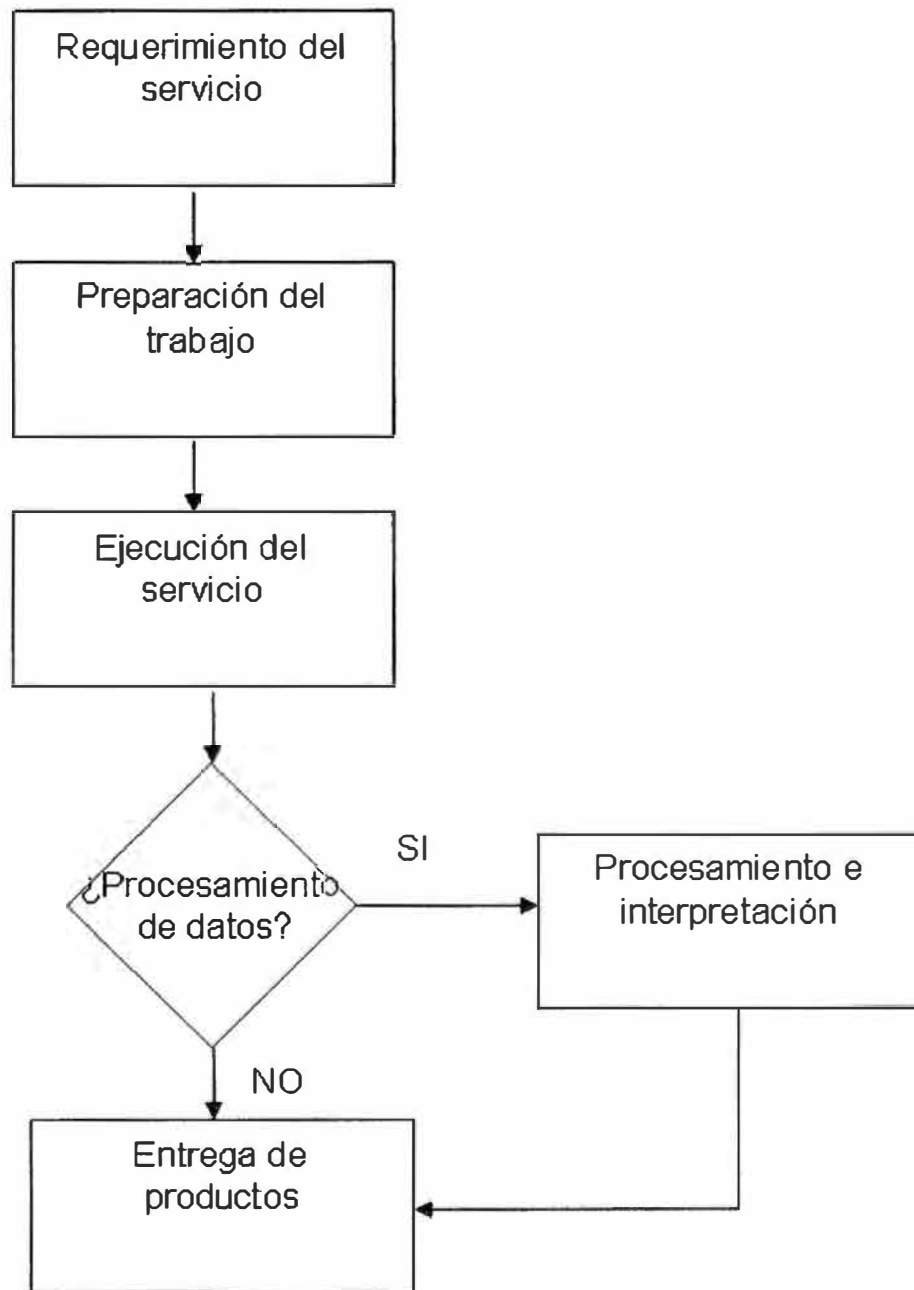 Requerimiento del
servicio
Preparación del
trabajo
Ejecución del
servicio
¿Procesamiento
de datos?
SI
Procesamiento e
interpretación
NO
Entrega de
productos